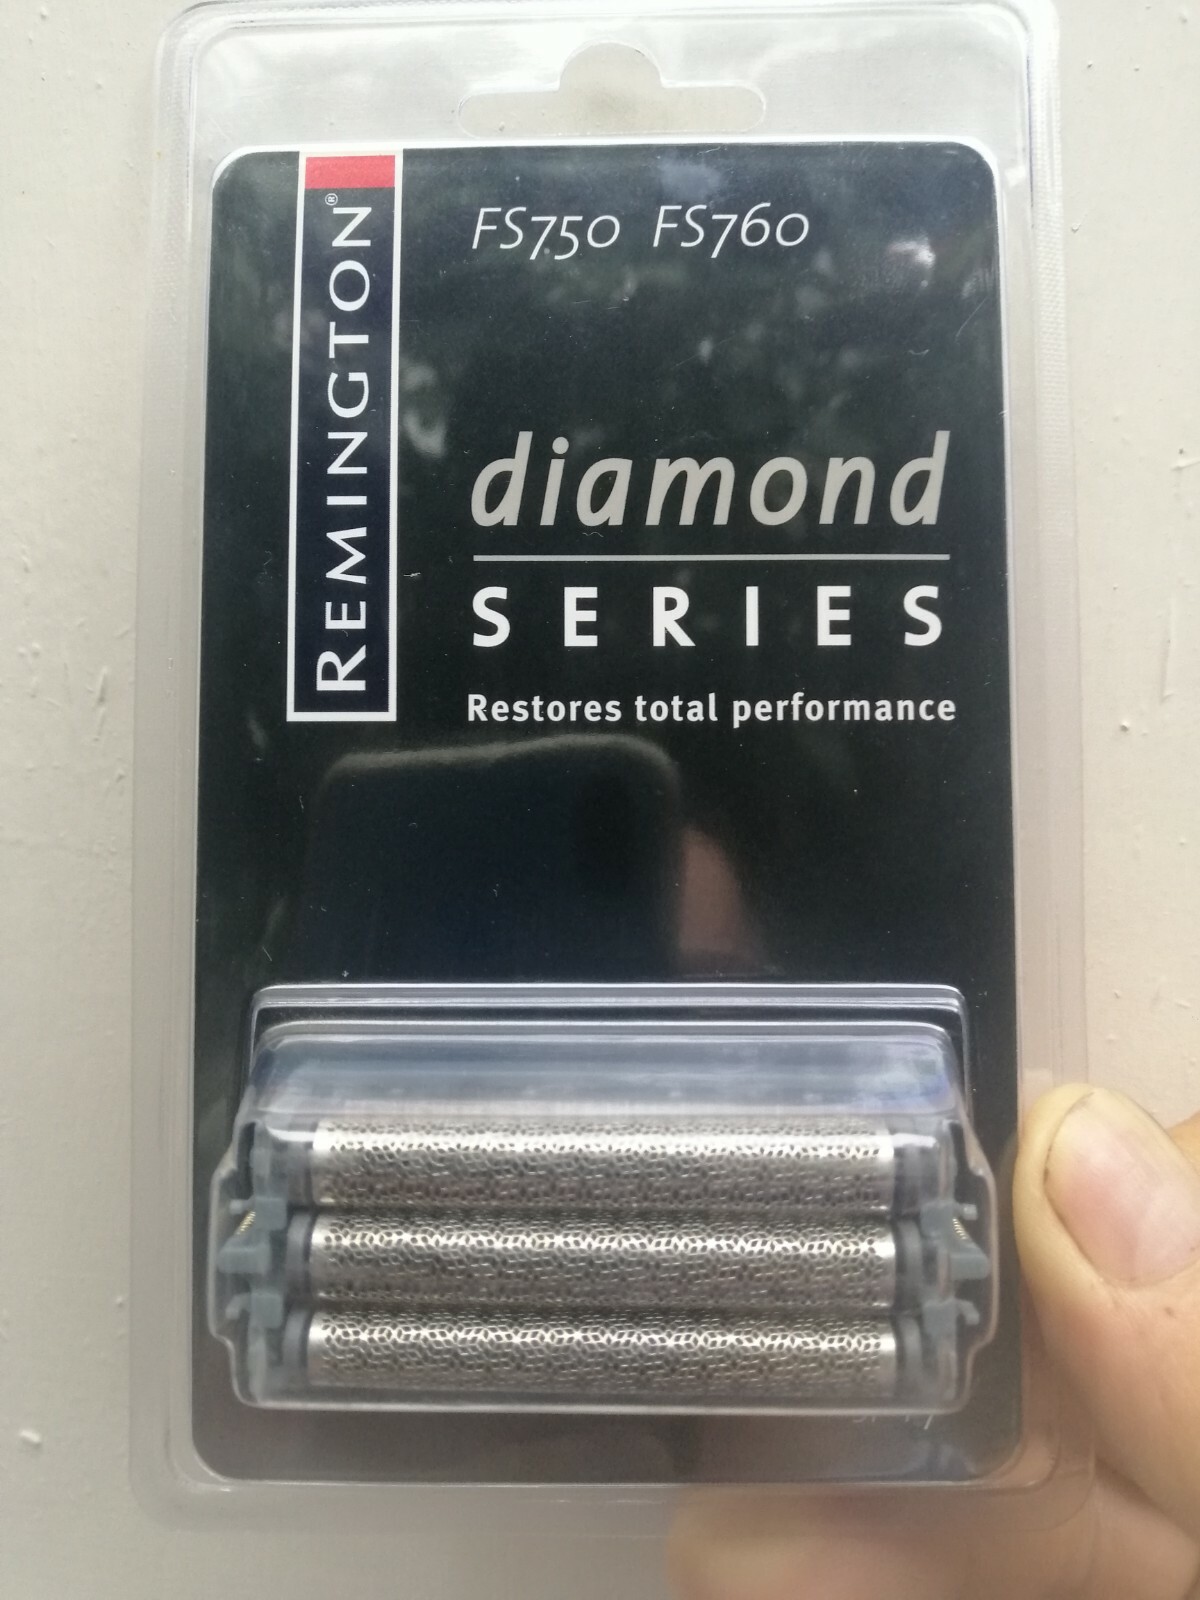 FS750 FS760
REMINGTON®
diamond
SERIES
Restores total performance